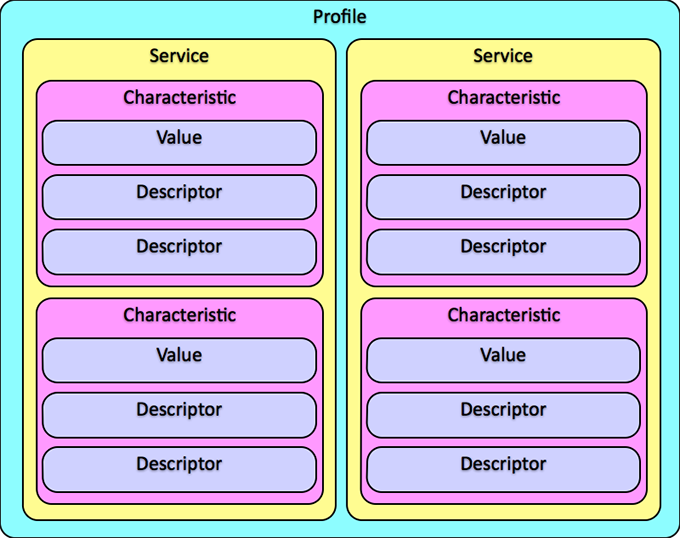 Profile
Service
Characteristic
Value
Descriptor
Descriptor
Characteristic
Value
Descriptor
Descriptor
Service
Characteristic
Value
Descriptor
Descriptor
Characteristic
Value
Descriptor
Descriptor